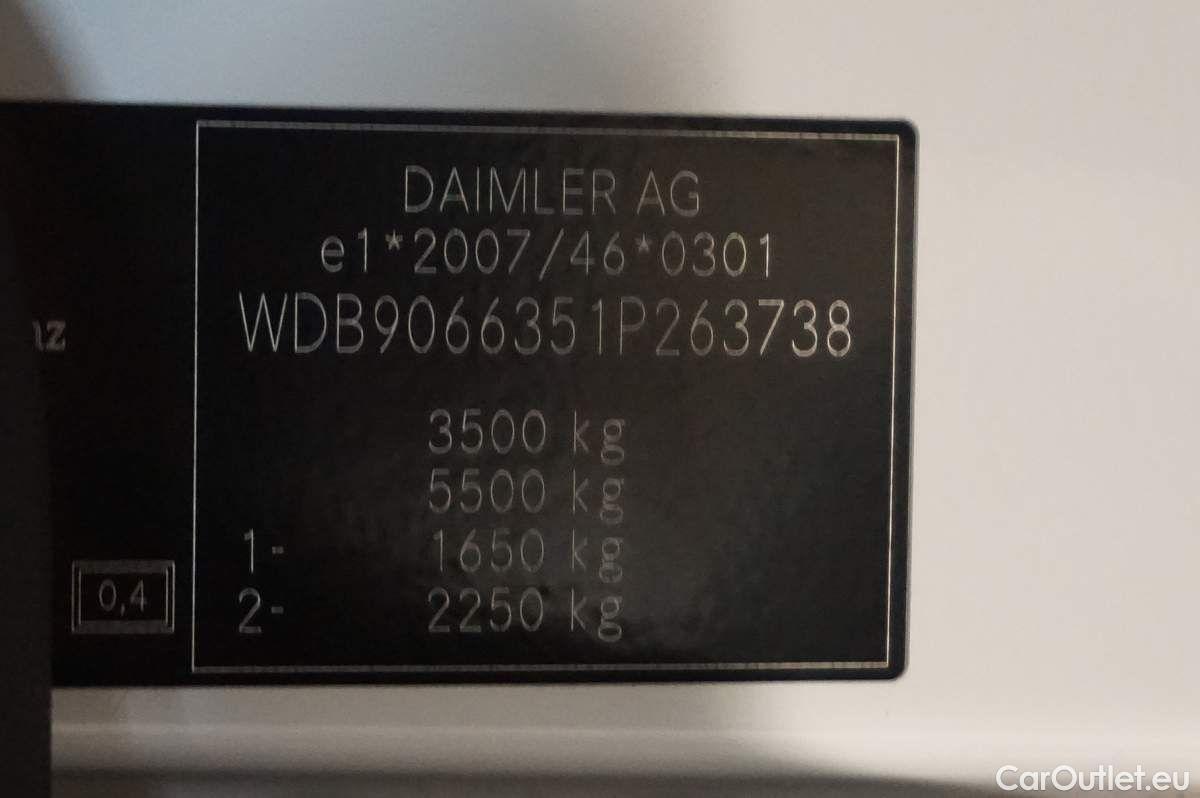 DAIMLER AG
e1*2007/46*0301
WDB9066351P263738
nz
3500 kg
5500 kg
1- 1650 kg
2- 2250 kg
0,4
CarOutlet.eu